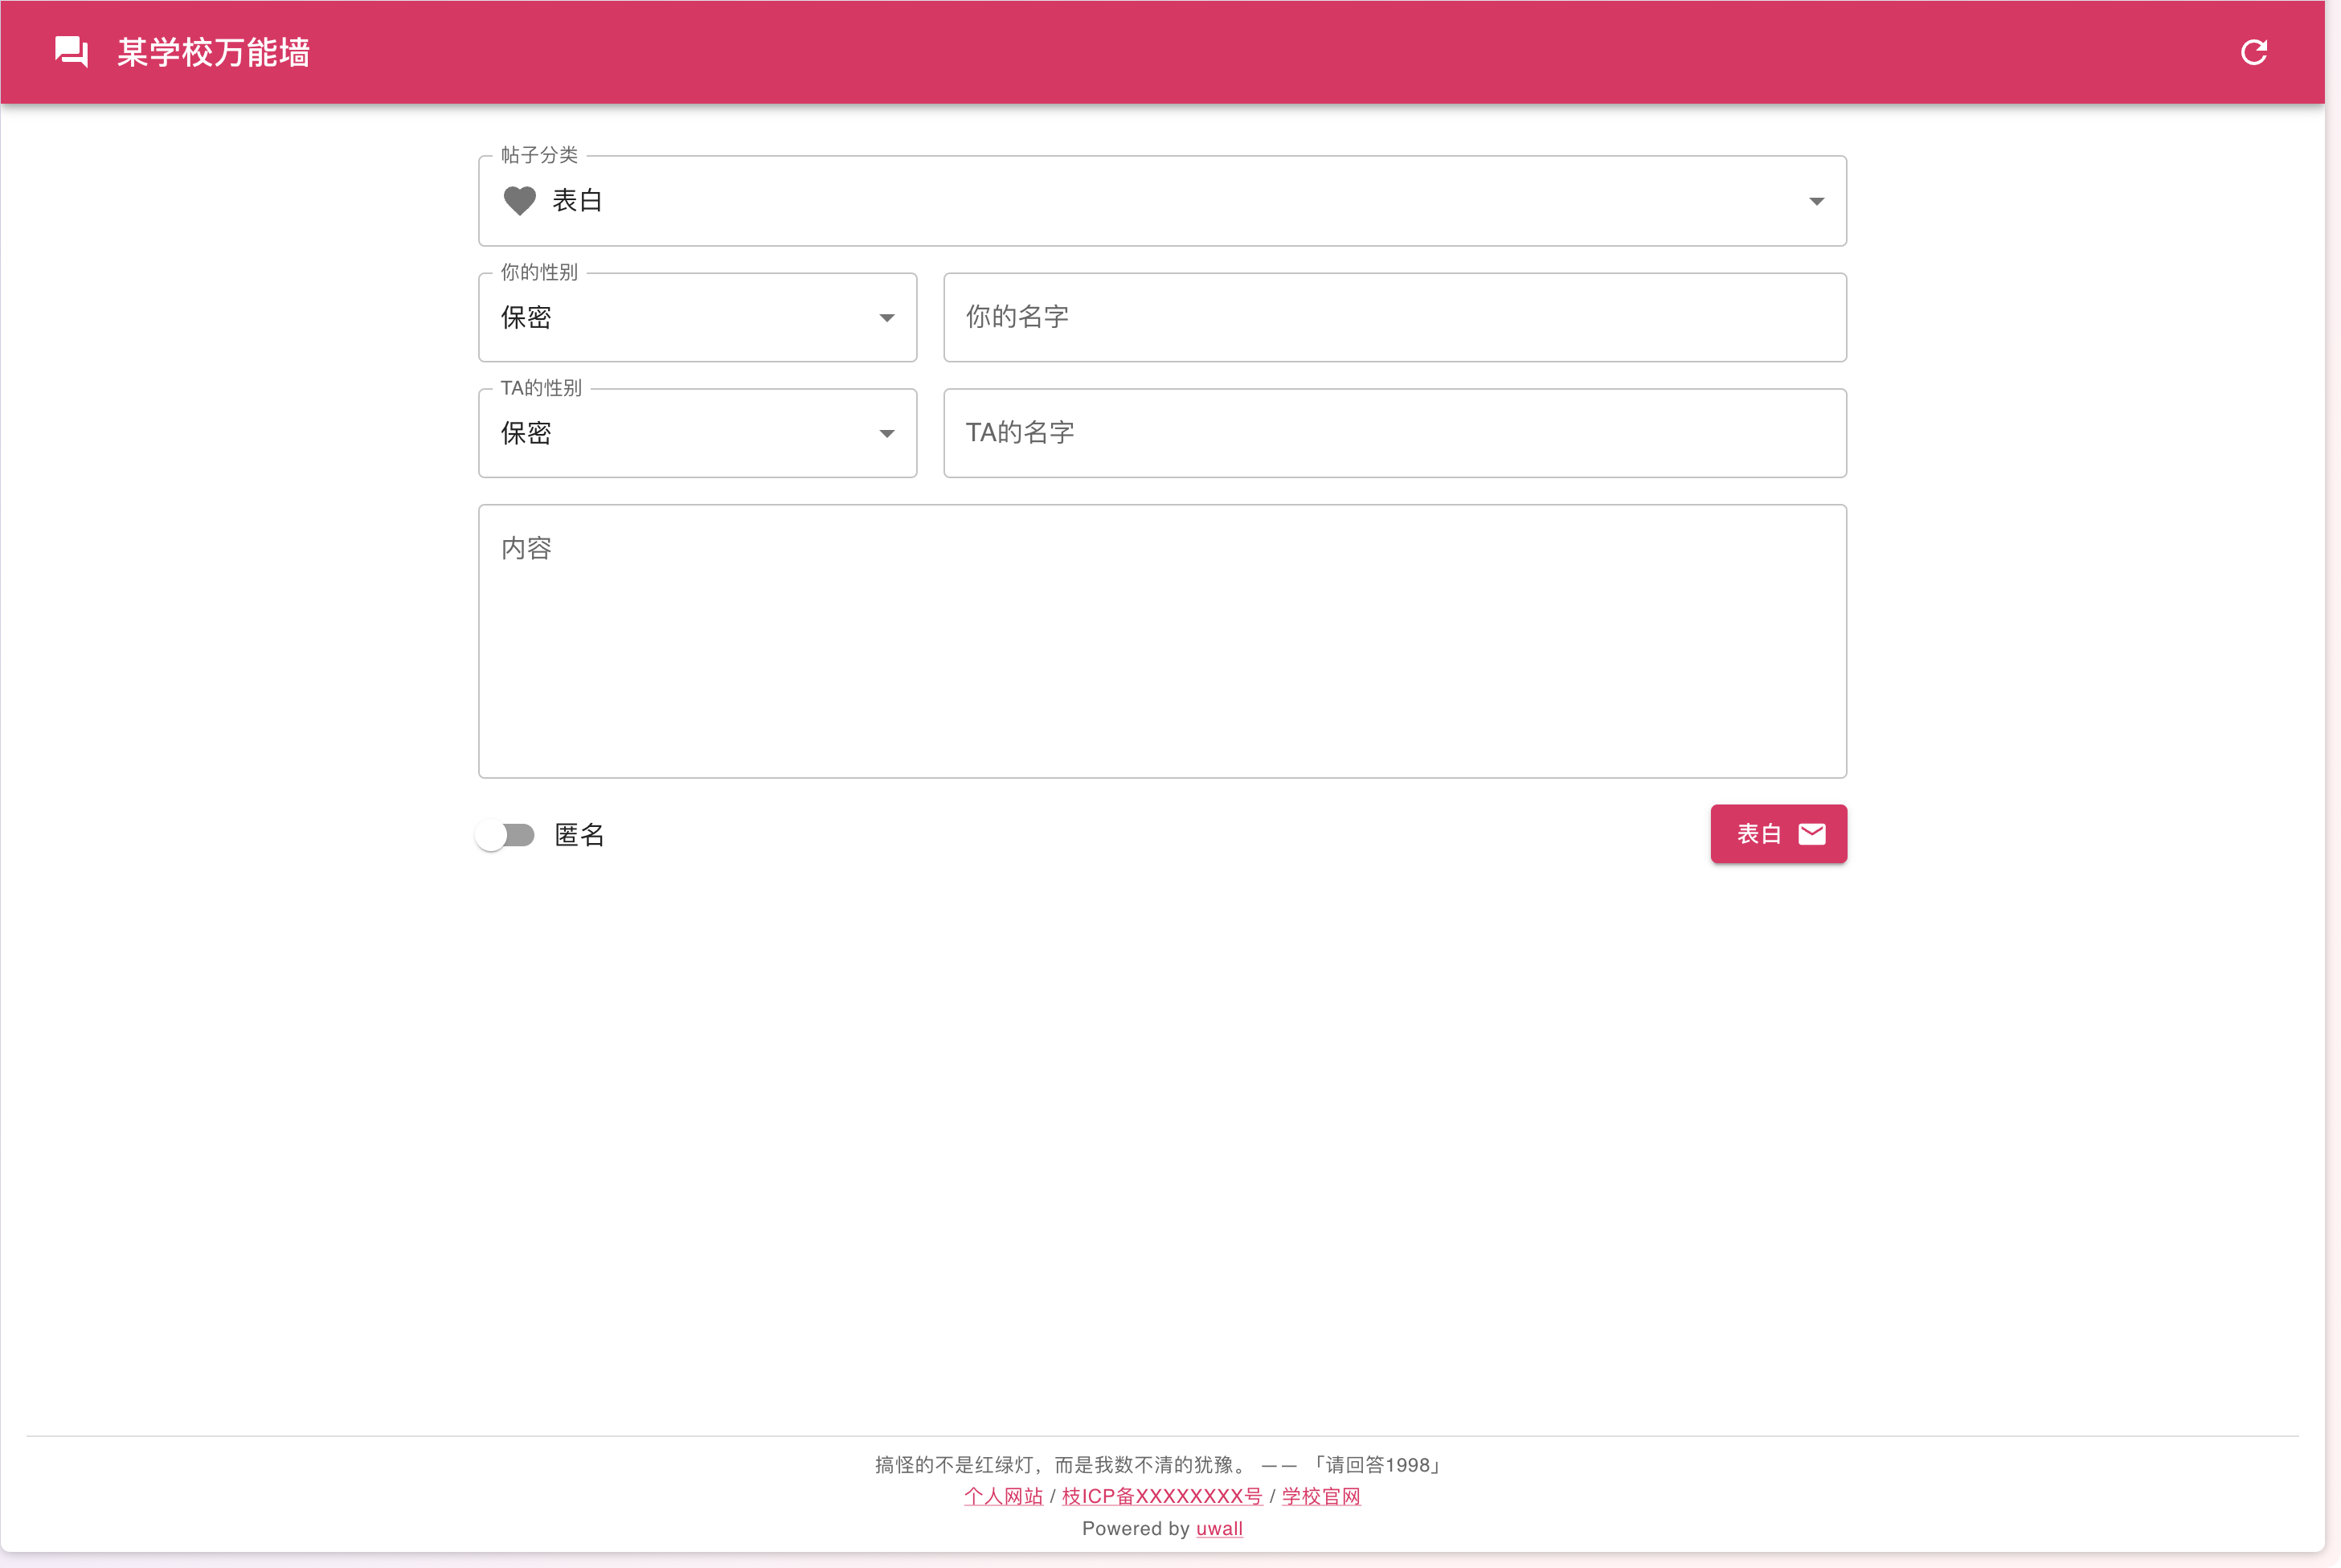 某学校万能墙
帖子分类
表白
你的性别
保密
你的名字
TA的性别
保密
TA的名字
内容
匿名
表白
搞怪的不是红绿灯，而是我数不清的犹豫。 —— 「请回答1998」
个人网站 / 枝ICP备XXXXXXXX号 / 学校官网
Powered by uwall